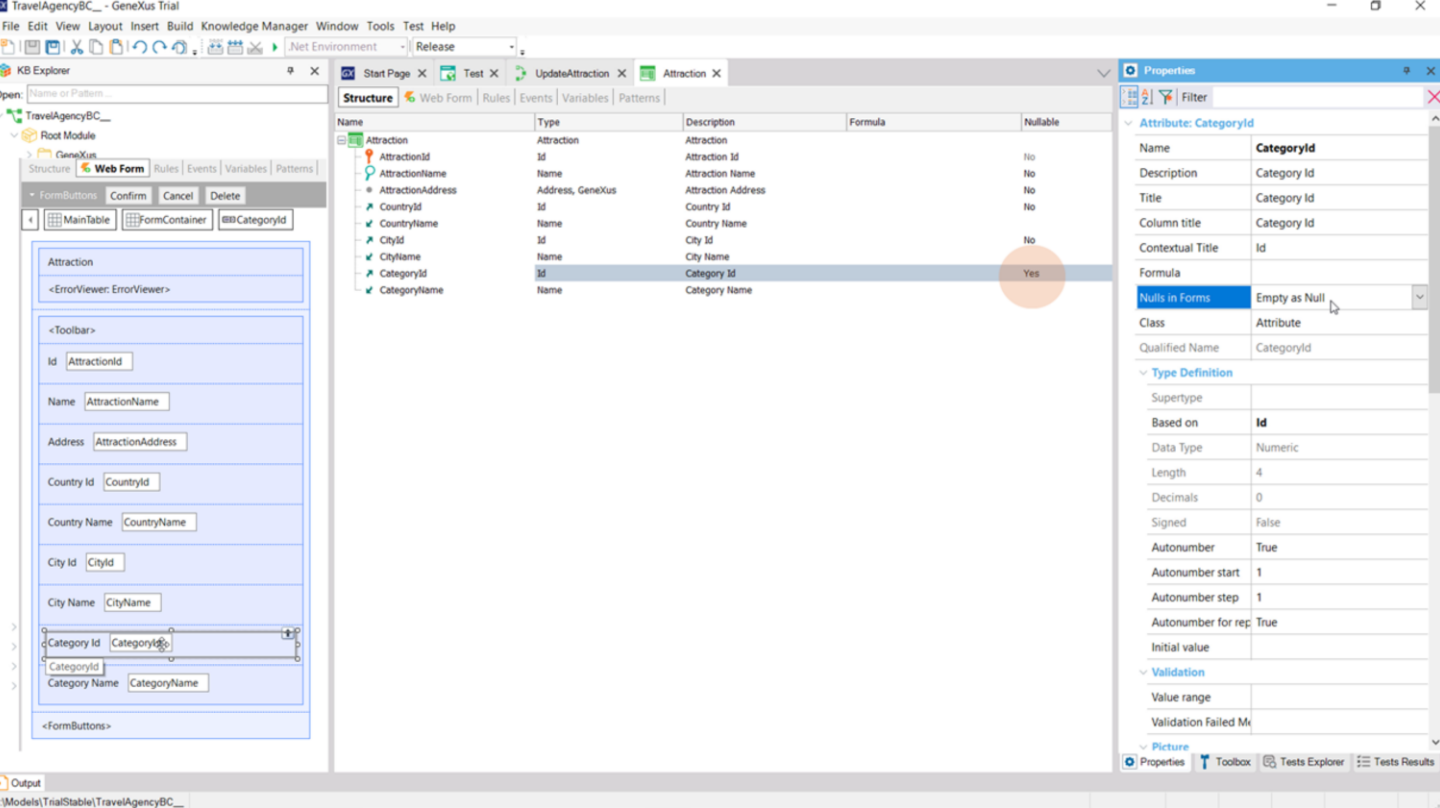 TravelAgencyBC__ - GeneXus Trial
File Edit View Layout Insert Build Knowledge Manager Window Tools Test Help
.Net Environment Release
KB Explorer
Open: Name or Pattern...
TravelAgencyBC__
Root Module
GeneXus
Structure Web Form Rules Events Variables Patterns
FormButtons Confirm Cancel Delete
MainTable FormContainer CategoryId
Attraction
<ErrorViewer: ErrorViewer>
<Toolbar>
Id AttractionId
Name AttractionName
Address AttractionAddress
Country Id CountryId
Country Name CountryName
City Id CityId
City Name CityName
Category Id CategoryId
CategoryId
Category Name CategoryName
<FormButtons>
Start Page Test UpdateAttraction Attraction
Structure Web Form Rules Events Variables Patterns
Name Type Description Formula Nullable
Attraction Attraction Attraction
AttractionId Id Attraction Id No
AttractionName Name Attraction Name No
AttractionAddress Address, GeneXus Attraction Address No
CountryId Id Country Id No
CountryName Name Country Name
CityId Id City Id No
CityName Name City Name
CategoryId Id Category Id Yes
CategoryName Name Category Name
Properties
Filter
Attribute: CategoryId
Name CategoryId
Description Category Id
Title Category Id
Column title Category Id
Contextual Title Id
Formula
Nulls in Forms Empty as Null
Class Attribute
Qualified Name CategoryId
Type Definition
Supertype
Based on Id
Data Type Numeric
Length 4
Decimals 0
Signed False
Autonumber True
Autonumber start 1
Autonumber step 1
Autonumber for rep True
Initial value
Validation
Value range
Validation Failed Me
Picture
Properties Toolbox Tests Explorer Tests Results
Output
:\Models\TrialStable\TravelAgencyBC__